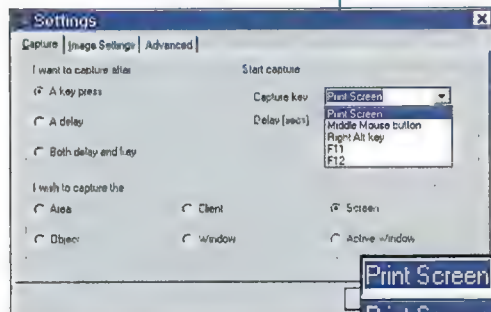 Settings
Capture Image Settings Advanced
I want to capture after
Start capture
A key press
Capture key Print Screen
A delay
Delay [secs]
Print Screen
Middle Mouse button
Right Alt key
F11
F12
Both delay and key
I wish to capture the
Area Client Screen
Object Window Active window
Print Screen
Print